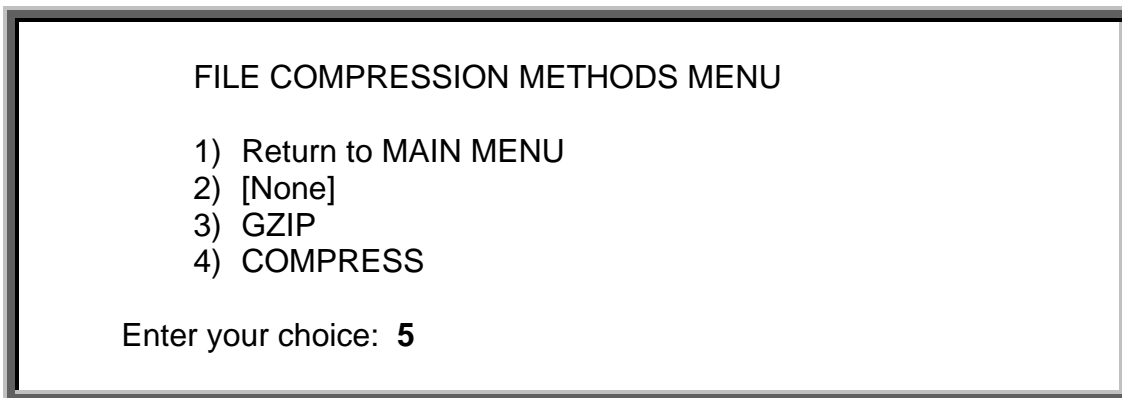 FILE COMPRESSION METHODS MENU
1) Return to MAIN MENU
2) [None]
3) GZIP
4) COMPRESS
Enter your choice: 5